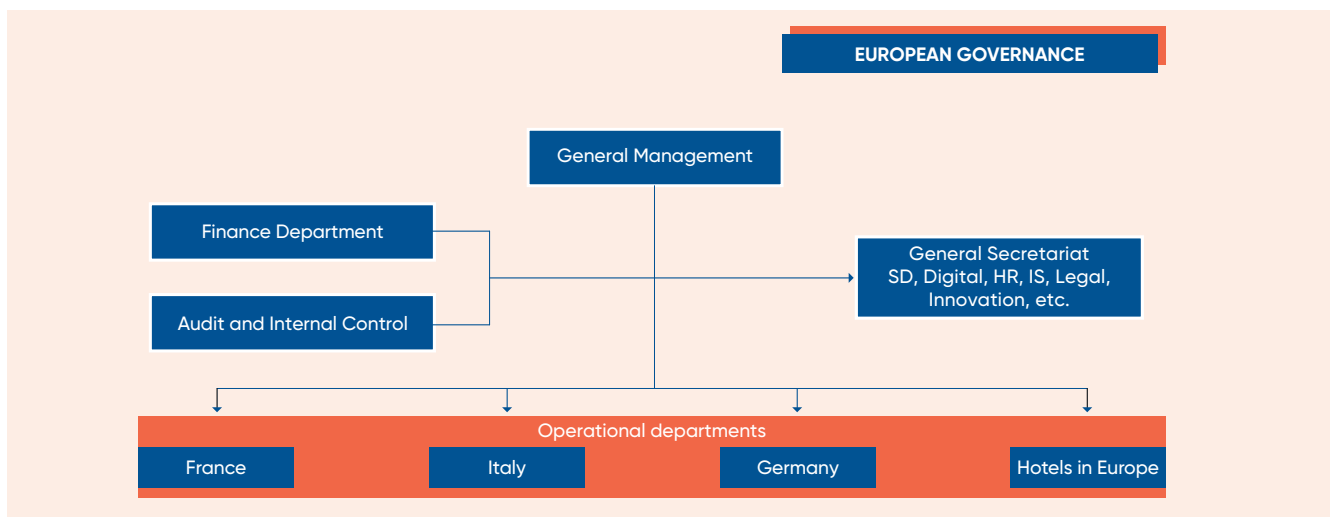 EUROPEAN GOVERNANCE
General Management
Finance Department
General Secretariat
SD, Digital, HR, IS, Legal,
Innovation, etc.
Audit and Internal Control
Operational departments
France
Italy
Germany
Hotels in Europe